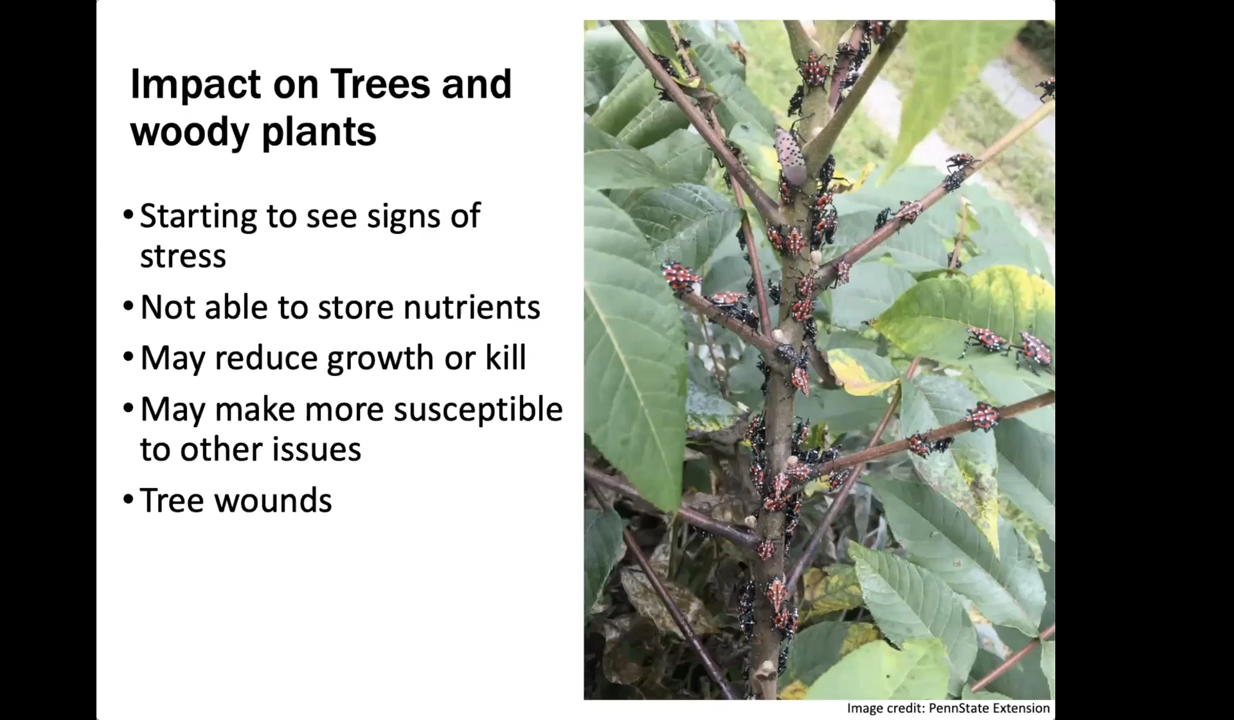 Impact on Trees and
woody plants
• Starting to see signs of
stress
• Not able to store nutrients
• May reduce growth or kill
• May make more susceptible
to other issues
• Tree wounds
Image credit: PennState Extension